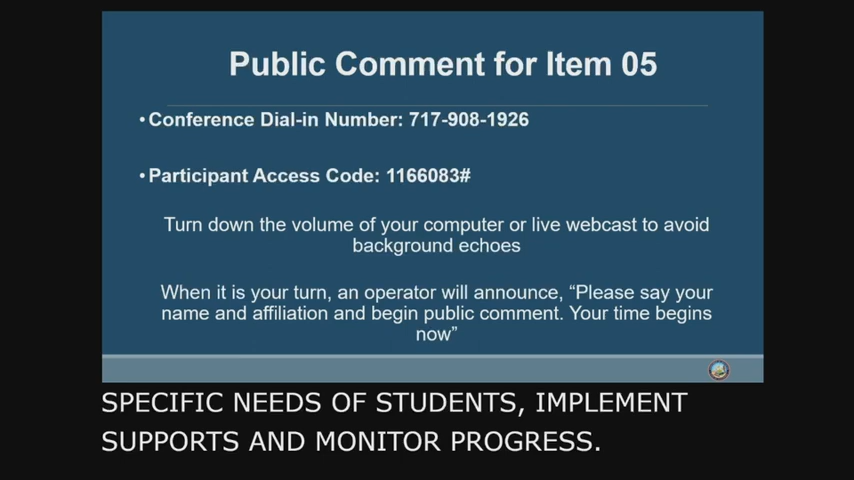 Public Comment for Item 05
•Conference Dial-in Number: 717-908-1926
•Participant Access Code: 1166083#
Turn down the volume of your computer or live webcast to avoid
background echoes
When it is your turn, an operator will announce, “Please say your
name and affiliation and begin public comment. Your time begins
now”
SPECIFIC NEEDS OF STUDENTS, IMPLEMENT
SUPPORTS AND MONITOR PROGRESS.